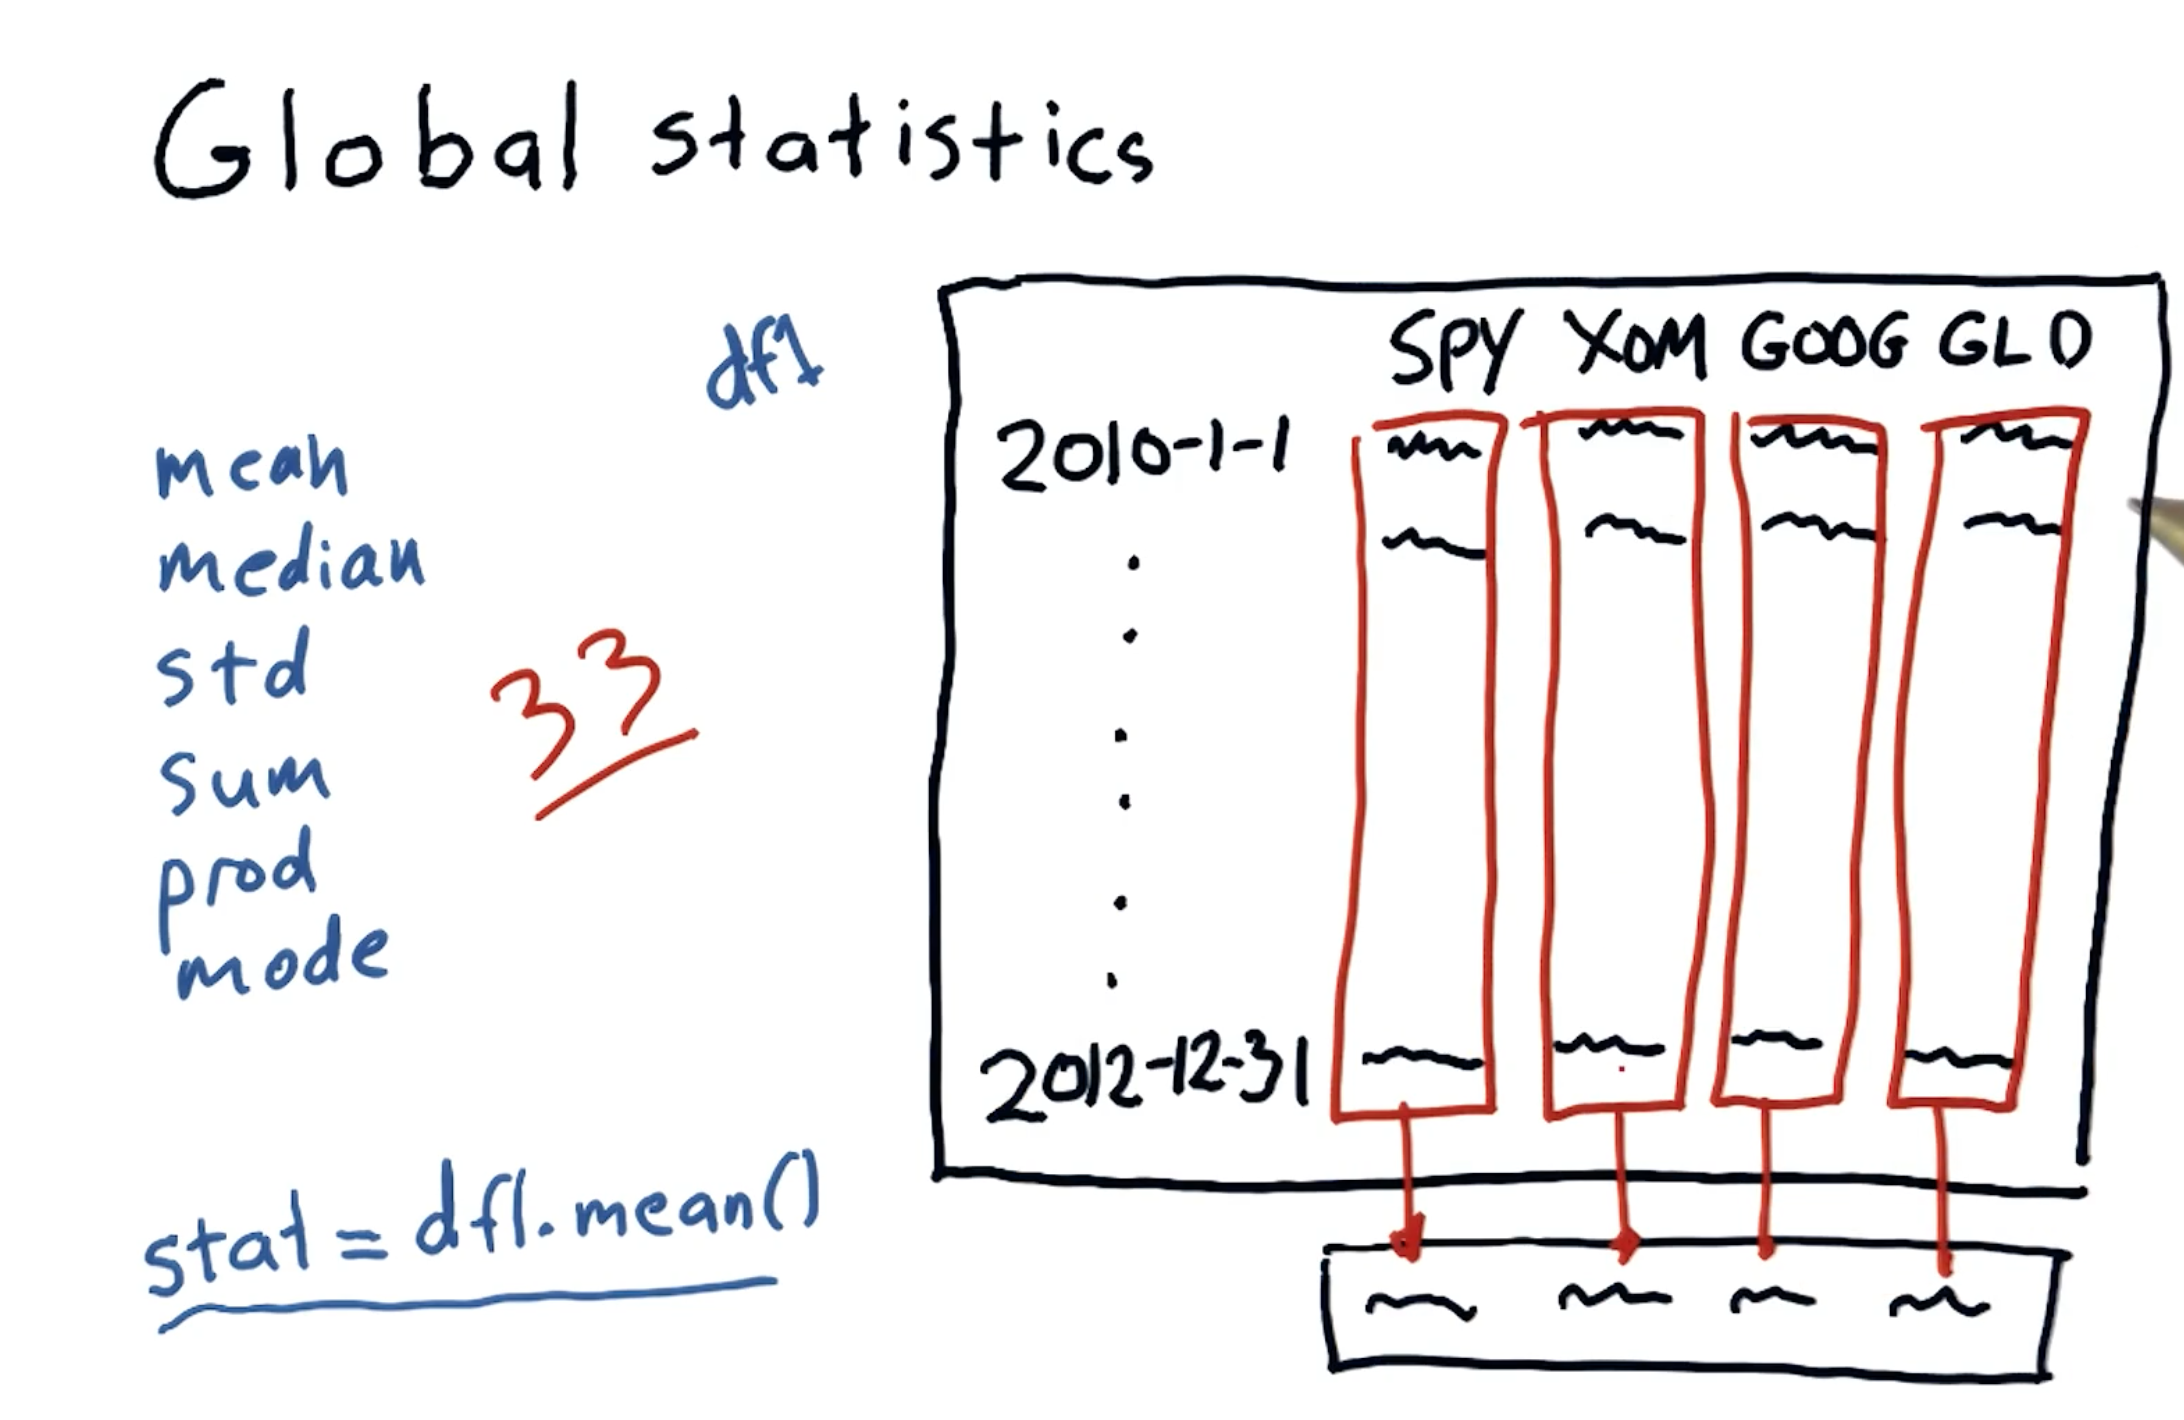 Global statistics
df1
mean
median
std
sum
prod
mode
33
stat = df1.mean()
SPY XOM GOOG GLD
2010-1-1
2012-12-31